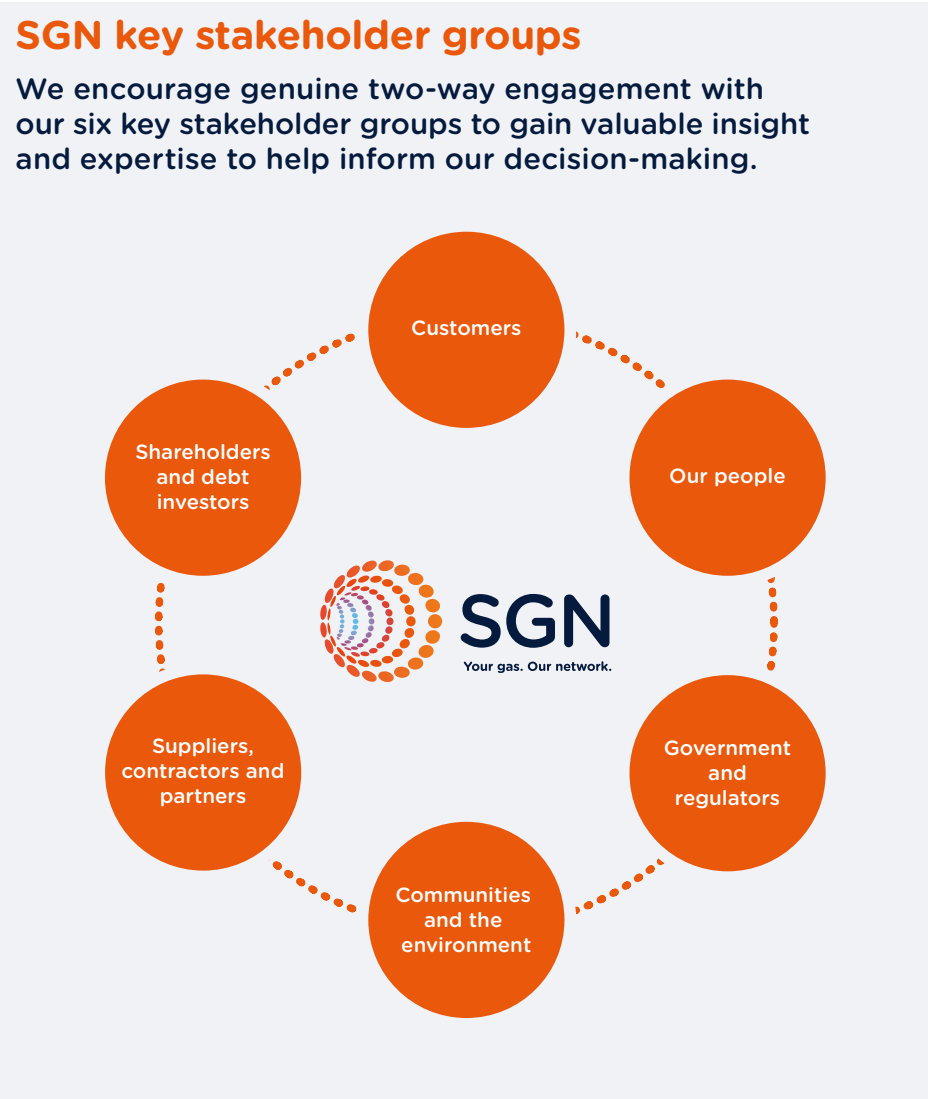 SGN key stakeholder groups
We encourage genuine two-way engagement with
our six key stakeholder groups to gain valuable insight
and expertise to help inform our decision-making.
Customers
Our people
Government
and
regulators
Communities
and the
environment
Suppliers,
contractors and
partners
Shareholders
and debt
investors
SGN
Your gas. Our network.